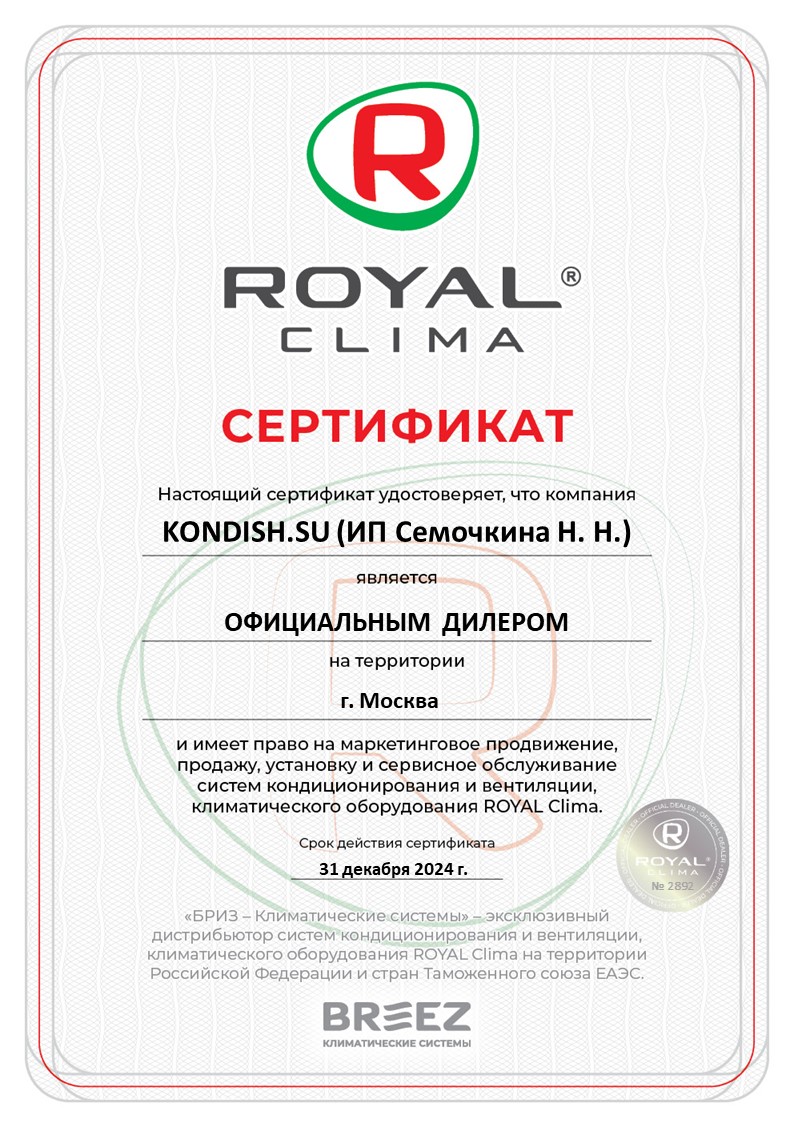 R
ROYAL®
CLIMA
СЕРТИФИКАТ
Настоящий сертификат удостоверяет, что компания
KONDISH.SU (ИП Семочкина Н. Н.)
является
ОФИЦИАЛЬНЫМ ДИЛЕРОМ
на территории
г. Москва
и имеет право на маркетинговое продвижение,
продажу, установку и сервисное обслуживание
систем кондиционирования и вентиляции,
климатического оборудования ROYAL Clima.
Срок действия сертификата
31 декабря 2024 г.
OFFICIAL DEALER
R
ROYAL®
CLIMA
№ 2892
«БРИЗ – Климатические системы» – эксклюзивный
дистрибьютор систем кондиционирования и вентиляции,
климатического оборудования ROYAL Clima на территории
Российской Федерации и стран Таможенного союза ЕАЭС.
BREEZ
КЛИМАТИЧЕСКИЕ СИСТЕМЫ